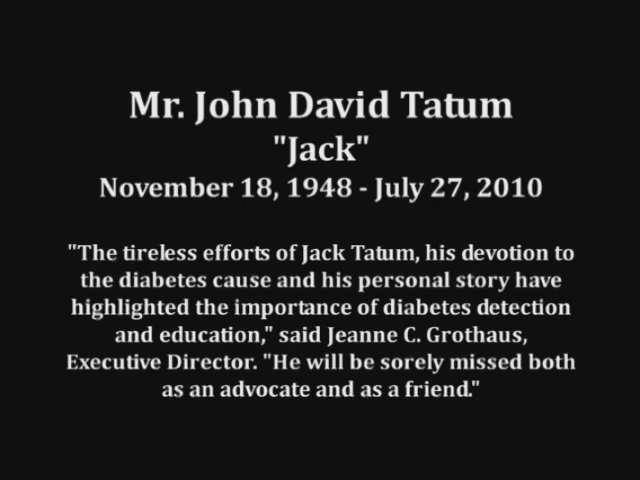 Mr. John David Tatum
"Jack"
November 18, 1948 - July 27, 2010
"The tireless efforts of Jack Tatum, his devotion to
the diabetes cause and his personal story have
highlighted the importance of diabetes detection
and education," said Jeanne C. Grothaus,
Executive Director. "He will be sorely missed both
as an advocate and as a friend."